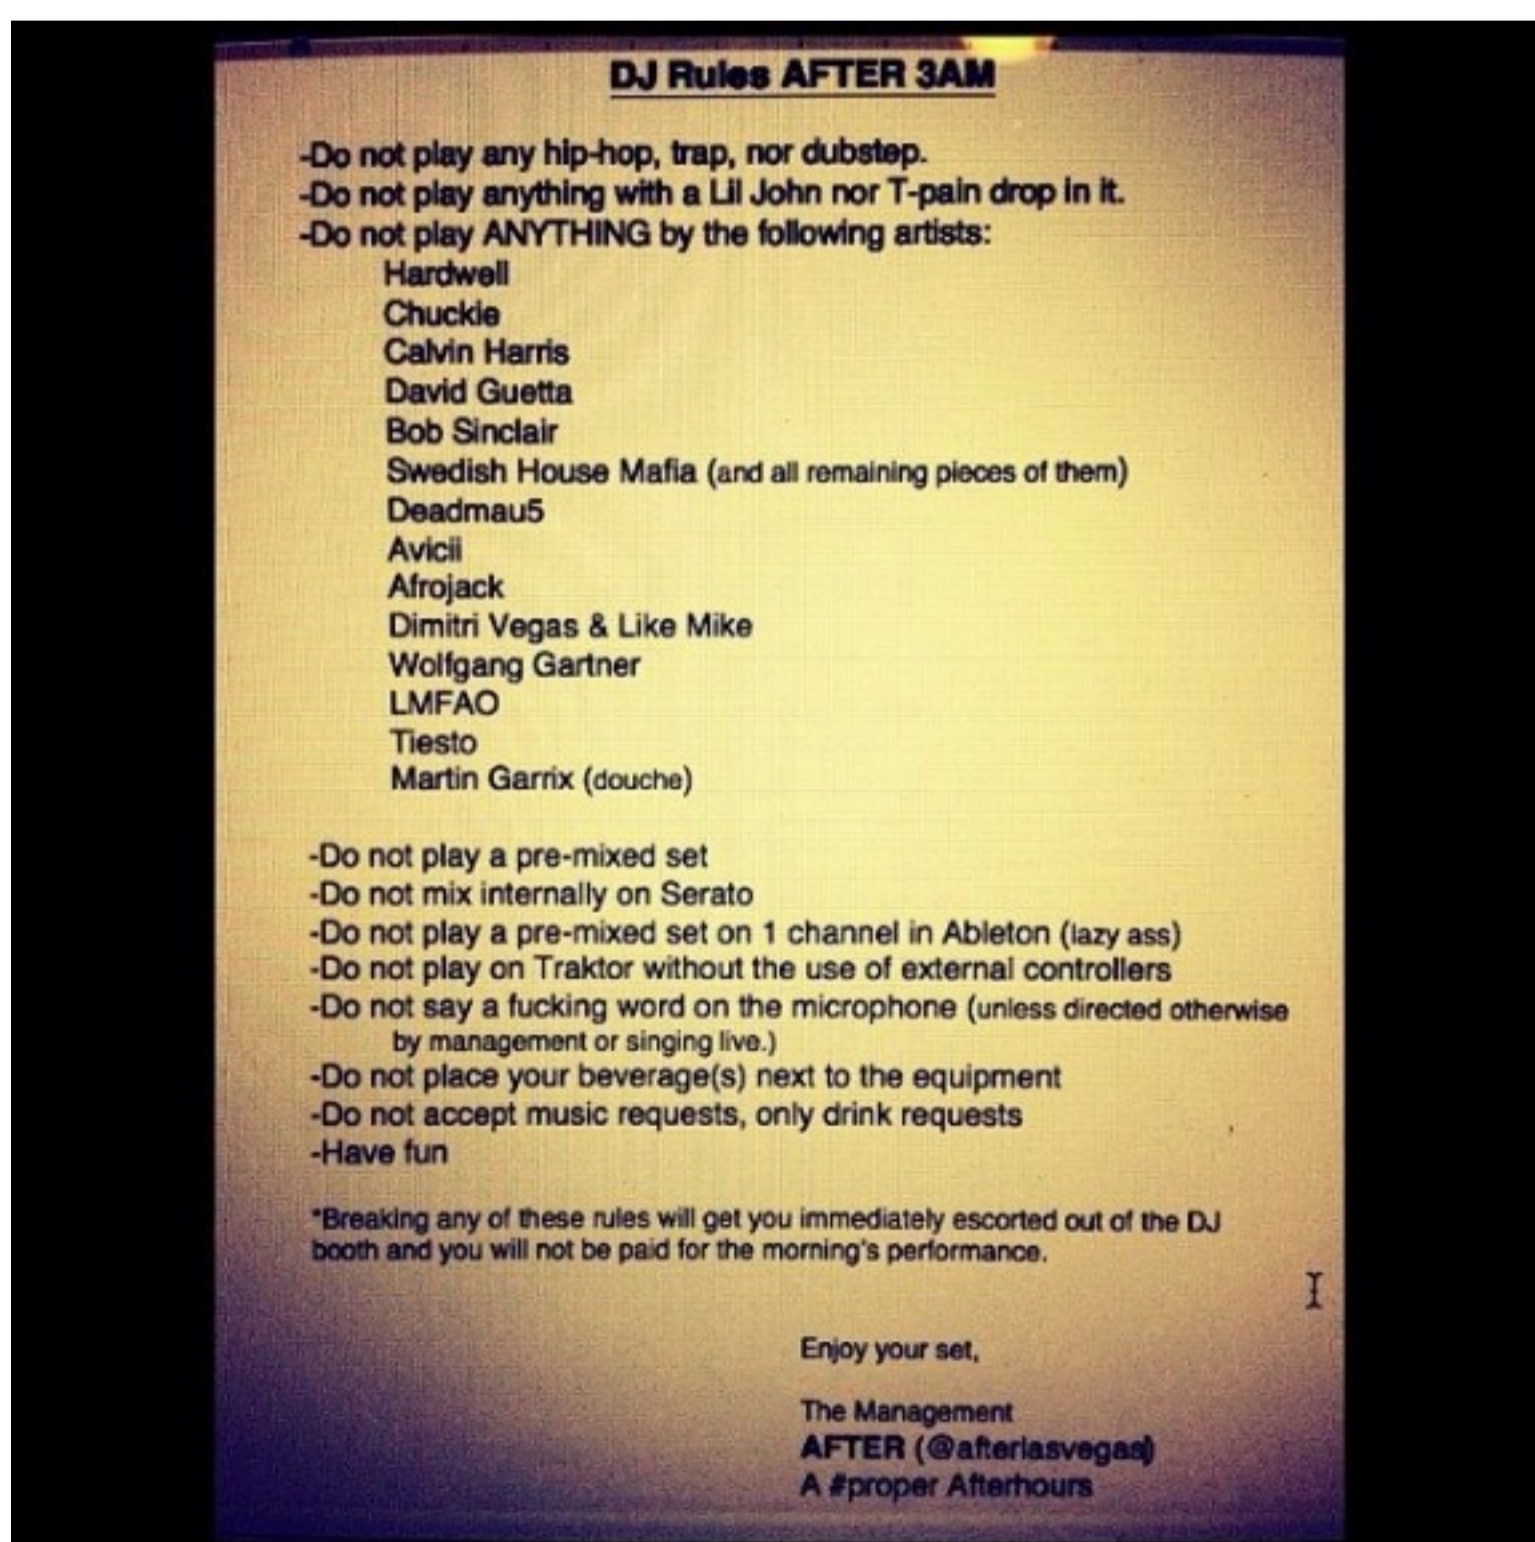 DJ Rules AFTER 3AM
-Do not play any hip-hop, trap, nor dubstep.
-Do not play anything with a Lil John nor T-pain drop in it.
-Do not play ANYTHING by the following artists:
Hardwell
Chuckie
Calvin Harris
David Guetta
Bob Sinclair
Swedish House Mafia (and all remaining pieces of them)
Deadmau5
Avicii
Afrojack
Dimitri Vegas & Like Mike
Wolfgang Gartner
LMFAO
Tiesto
Martin Garrix (douche)
-Do not play a pre-mixed set
-Do not mix internally on Serato
-Do not play a pre-mixed set on 1 channel in Ableton (lazy ass)
-Do not play on Traktor without the use of external controllers
-Do not say a fucking word on the microphone (unless directed otherwise
by management or singing live.)
-Do not place your beverage(s) next to the equipment
-Do not accept music requests, only drink requests
-Have fun
*Breaking any of these rules will get you immediately escorted out of the DJ
booth and you will not be paid for the morning's performance.
Enjoy your set,
The Management
AFTER (@afterlasvegas)
A #proper Afterhours